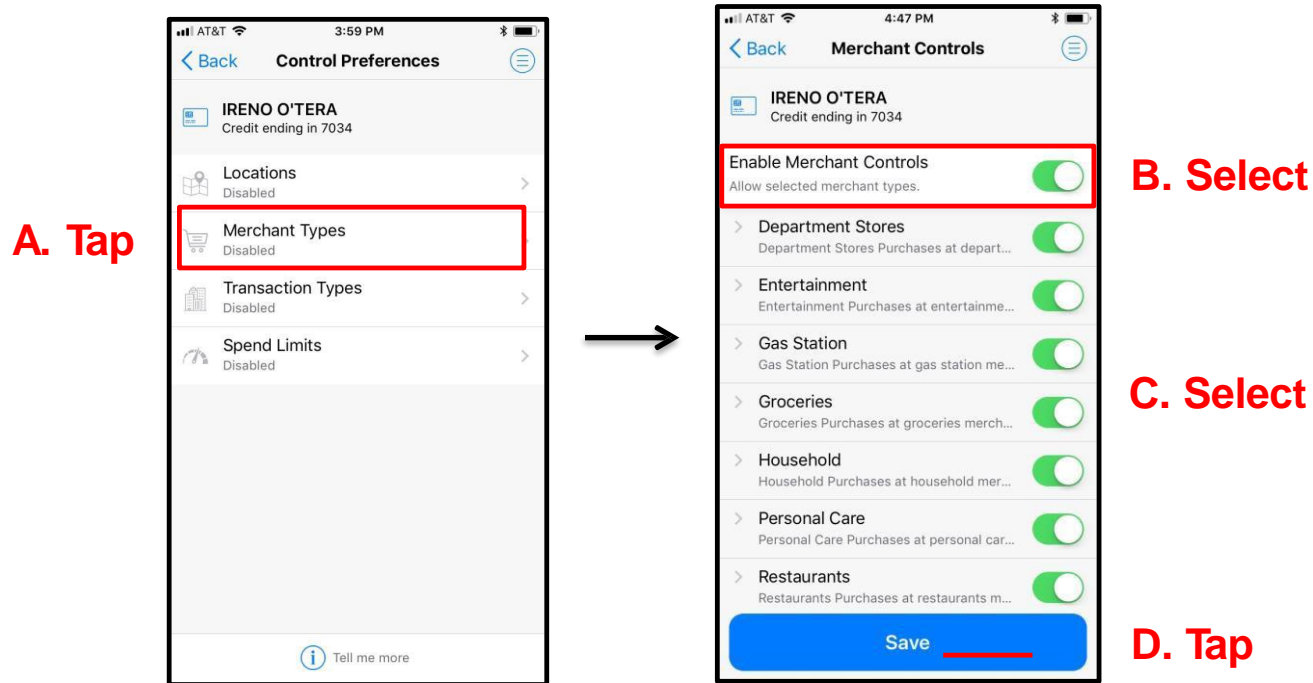 AT&T 3:59 PM
Back Control Preferences
IRENO O'TERA
Credit ending in 7034
Locations
Disabled
A. Tap
Merchant Types
Disabled
Transaction Types
Disabled
Spend Limits
Disabled
i Tell me more
AT&T 4:47 PM
Back Merchant Controls
IRENO O'TERA
Credit ending in 7034
Enable Merchant Controls
Allow selected merchant types.
B. Select
Department Stores
Department Stores Purchases at depart...
Entertainment
Entertainment Purchases at entertainme...
Gas Station
Gas Station Purchases at gas station me...
C. Select
Groceries
Groceries Purchases at groceries merch...
Household
Household Purchases at household mer...
Personal Care
Personal Care Purchases at personal car...
Restaurants
Restaurants Purchases at restaurants m...
Save
D. Tap